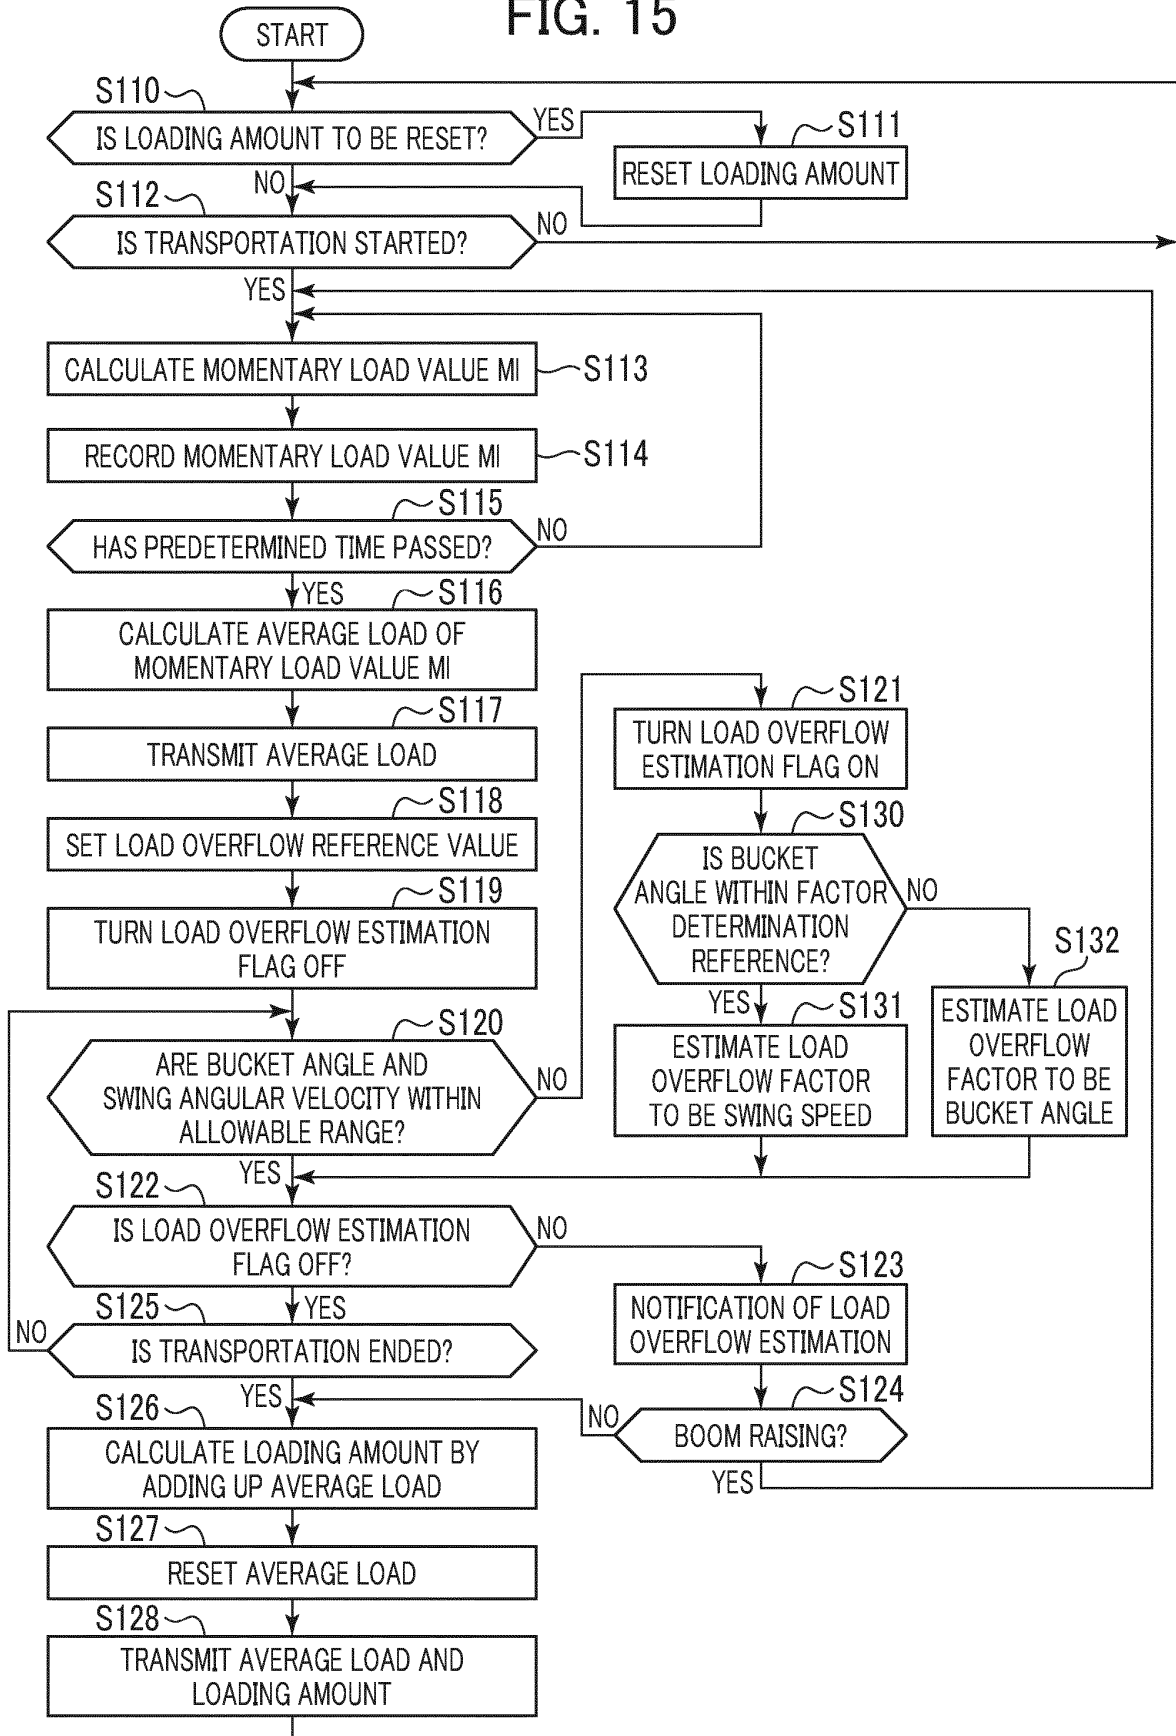 FIG. 15
START
S110
IS LOADING AMOUNT TO BE RESET?
YES
S111
RESET LOADING AMOUNT
NO
S112
IS TRANSPORTATION STARTED?
NO
YES
CALCULATE MOMENTARY LOAD VALUE MI
S113
RECORD MOMENTARY LOAD VALUE MI
S114
S115
HAS PREDETERMINED TIME PASSED?
NO
YES
S116
CALCULATE AVERAGE LOAD OF
MOMENTARY LOAD VALUE MI
S117
TRANSMIT AVERAGE LOAD
S118
SET LOAD OVERFLOW REFERENCE VALUE
S119
TURN LOAD OVERFLOW ESTIMATION
FLAG OFF
S120
ARE BUCKET ANGLE AND
SWING ANGULAR VELOCITY WITHIN
ALLOWABLE RANGE?
NO
YES
S121
TURN LOAD OVERFLOW
ESTIMATION FLAG ON
S130
IS BUCKET
ANGLE WITHIN FACTOR
DETERMINATION
REFERENCE?
NO
YES
S131
ESTIMATE LOAD
OVERFLOW FACTOR
TO BE SWING SPEED
S132
ESTIMATE LOAD
OVERFLOW
FACTOR TO BE
BUCKET ANGLE
S122
IS LOAD OVERFLOW ESTIMATION
FLAG OFF?
NO
YES
S123
NOTIFICATION OF LOAD
OVERFLOW ESTIMATION
S124
BOOM RAISING?
NO
YES
S125
IS TRANSPORTATION ENDED?
NO
YES
S126
CALCULATE LOADING AMOUNT BY
ADDING UP AVERAGE LOAD
S127
RESET AVERAGE LOAD
S128
TRANSMIT AVERAGE LOAD AND
LOADING AMOUNT